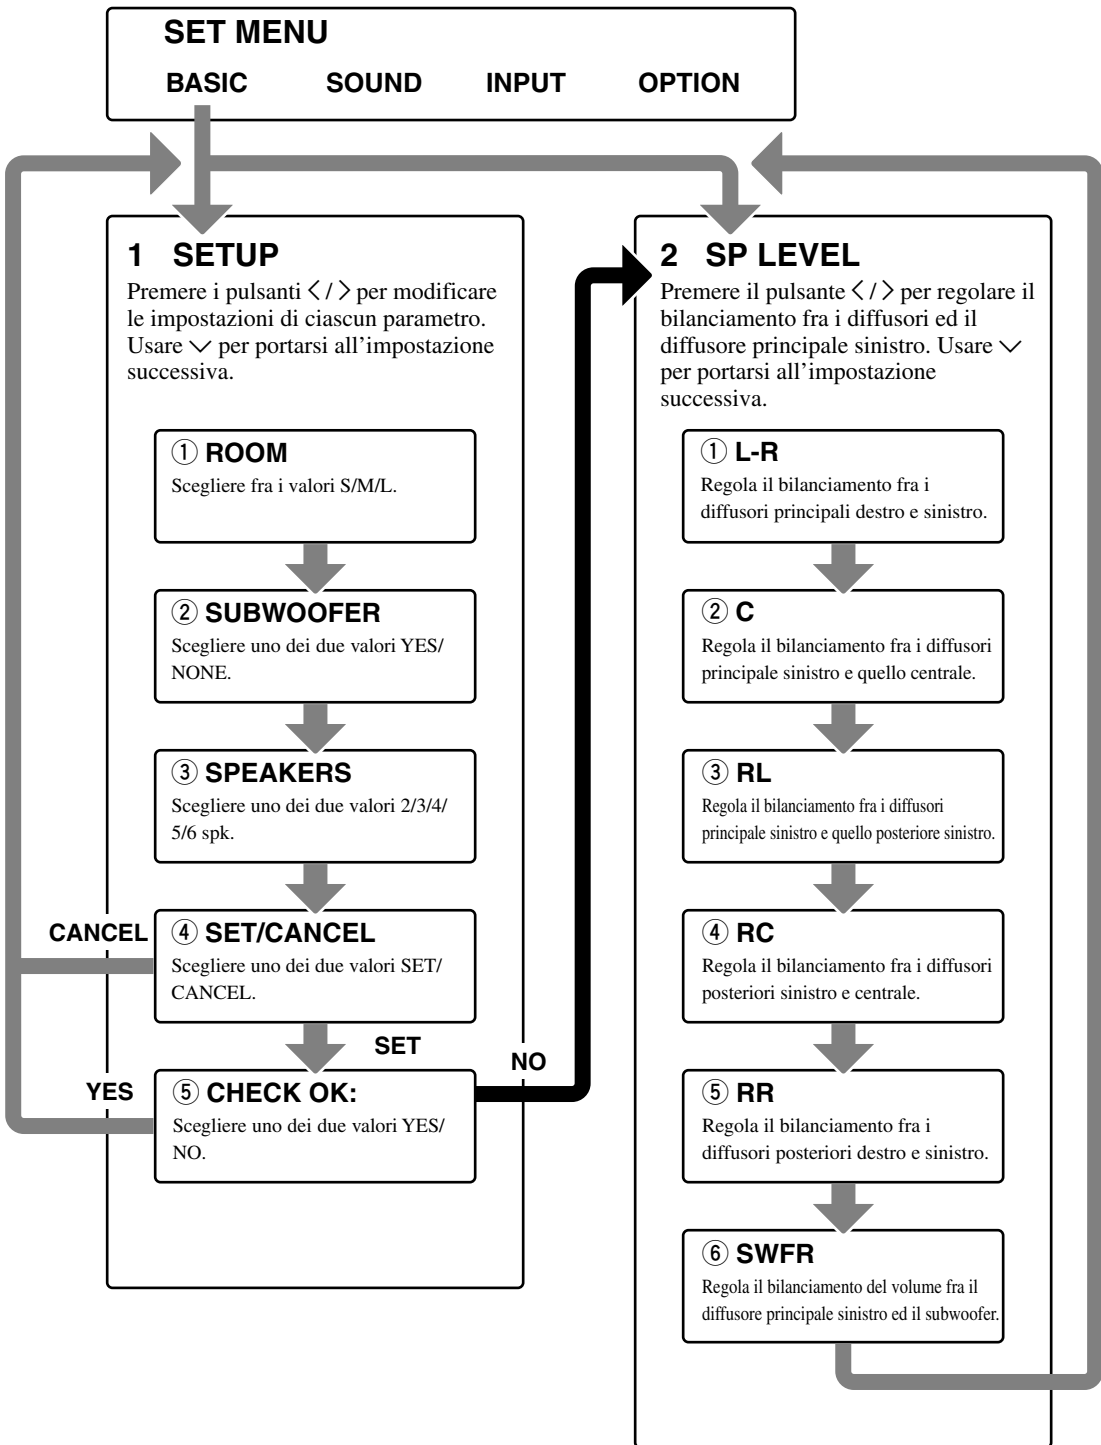 SET MENU
BASIC SOUND INPUT OPTION
1 SETUP
Premere i pulsanti < / > per modificare
le impostazioni di ciascun parametro.
Usare ∨ per portarsi all'impostazione
successiva.
① ROOM
Scegliere fra i valori S/M/L.
② SUBWOOFER
Scegliere uno dei due valori YES/
NONE.
③ SPEAKERS
Scegliere uno dei due valori 2/3/4/
5/6 spk.
CANCEL
④ SET/CANCEL
Scegliere uno dei due valori SET/
CANCEL.
SET
NO
YES
⑤ CHECK OK:
Scegliere uno dei due valori YES/
NO.
2 SP LEVEL
Premere il pulsante < / > per regolare il
bilanciamento fra i diffusori ed il
diffusore principale sinistro. Usare ∨
per portarsi all'impostazione
successiva.
① L-R
Regola il bilanciamento fra i
diffusori principali destro e sinistro.
② C
Regola il bilanciamento fra i diffusori
principale sinistro e quello centrale.
③ RL
Regola il bilanciamento fra i diffusori
principale sinistro e quello posteriore sinistro.
④ RC
Regola il bilanciamento fra i diffusori
posteriori sinistro e centrale.
⑤ RR
Regola il bilanciamento fra i
diffusori posteriori destro e sinistro.
⑥ SWFR
Regola il bilanciamento del volume fra il
diffusore principale sinistro ed il subwoofer.